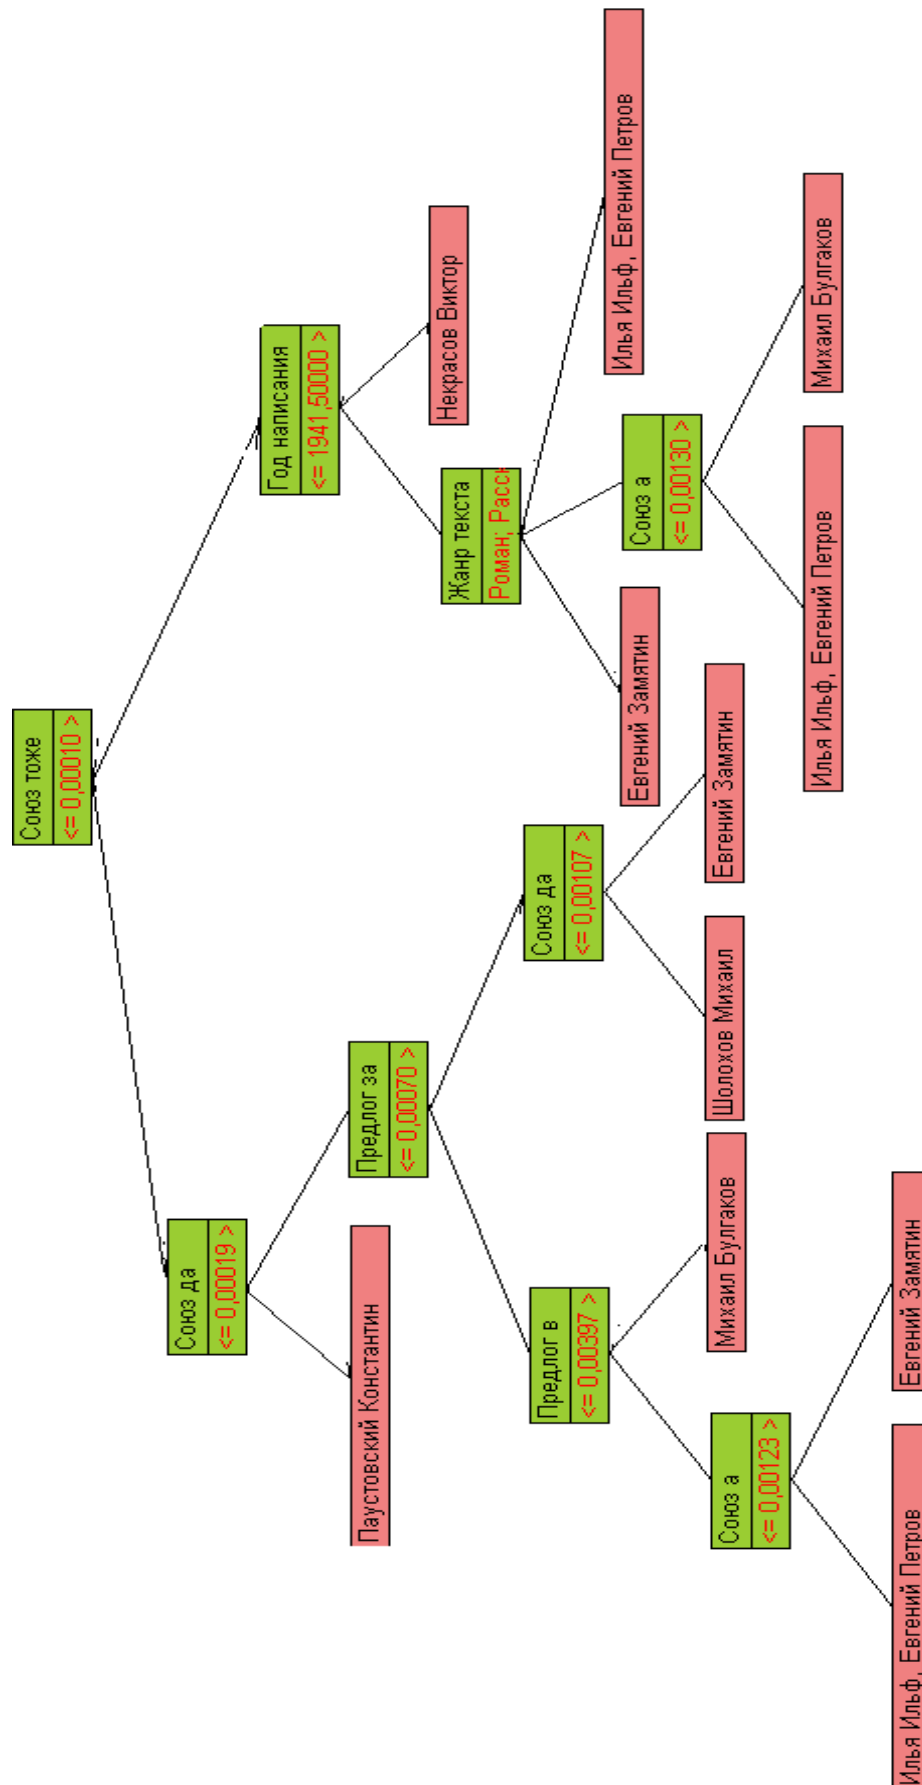 Союз тоже
<= 0,00010 >
Союз да
<= 0,00019 >
Год написания
<= 1941,50000 >
Паустовский Константин
Предлог за
<= 0,00070 >
Жанр текста
Роман; Расск
Некрасов Виктор
Предлог в
<= 0,00397 >
Союз да
<= 0,00107 >
Евгений Замятин
Союз а
<= 0,00130 >
Илья Ильф, Евгений Петров
Союз а
<= 0,00123 >
Михаил Булгаков
Шолохов Михаил
Евгений Замятин
Илья Ильф, Евгений Петров
Михаил Булгаков
Илья Ильф, Евгений Петров
Евгений Замятин